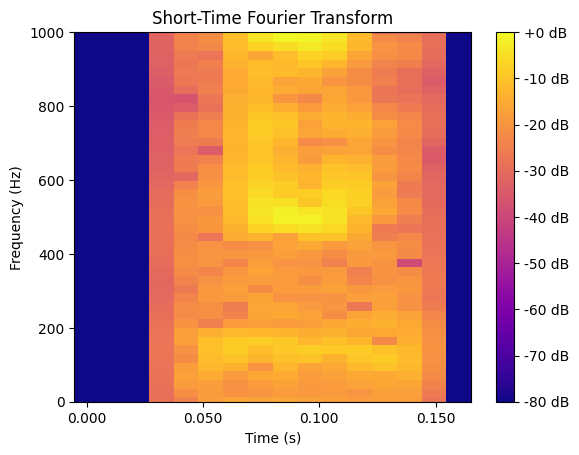 Short-Time Fourier Transform
Frequency (Hz)
1000
800
600
400
200
0
0.000
0.050
0.100
0.150
Time (s)
+0 dB
-10 dB
-20 dB
-30 dB
-40 dB
-50 dB
-60 dB
-70 dB
-80 dB